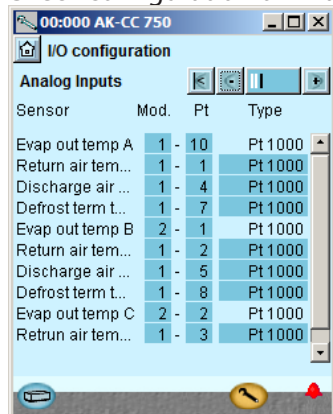 00:000 AK-CC 750
I/O configuration
Analog Inputs
Sensor Mod. Pt Type
Evap out temp A 1 - 10 Pt 1000
Return air tem... 1 - 1 Pt 1000
Discharge air ... 1 - 4 Pt 1000
Defrost term t... 1 - 7 Pt 1000
Evap out temp B 2 - 1 Pt 1000
Return air tem... 1 - 2 Pt 1000
Discharge air ... 1 - 5 Pt 1000
Defrost term t... 1 - 8 Pt 1000
Evap out temp C 2 - 2 Pt 1000
Retrun air tem... 1 - 3 Pt 1000